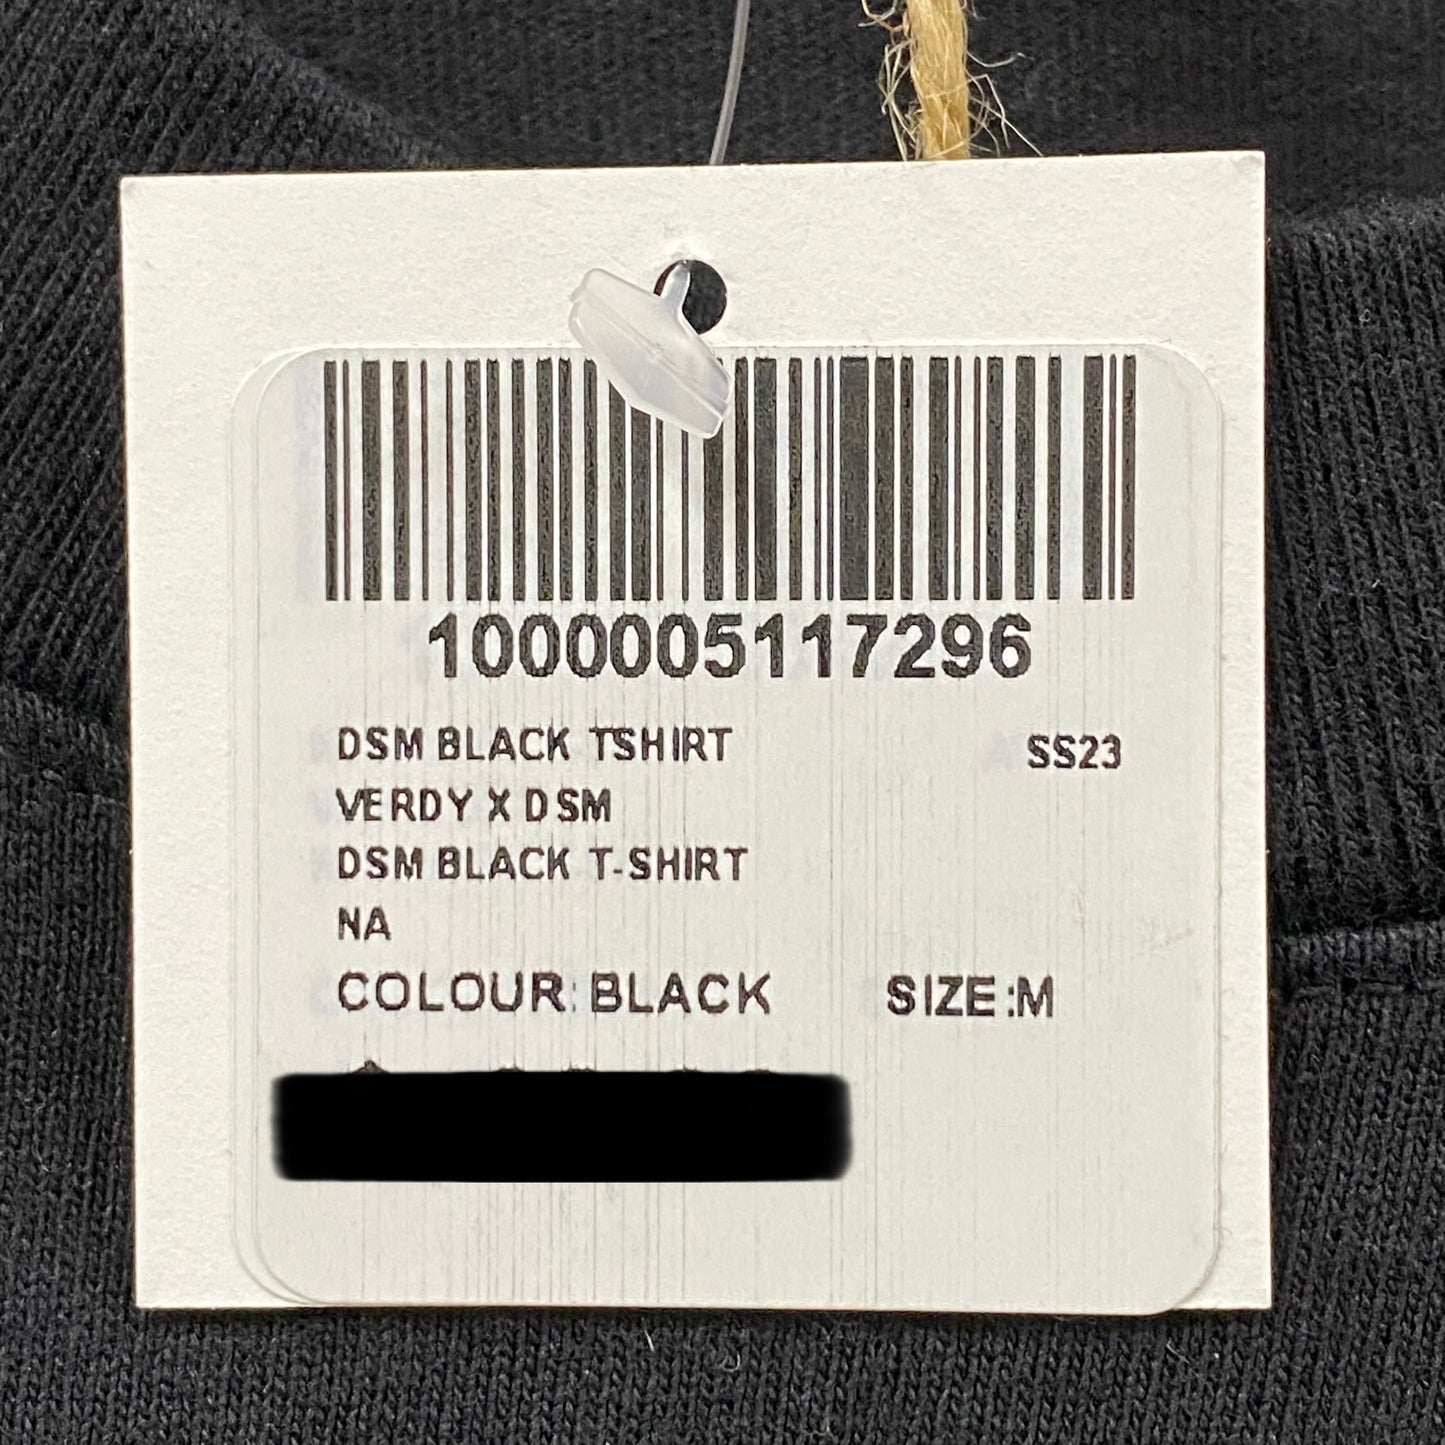 1000005117296
DSM BLACK TSHIRT SS23
VERDY X DSM
DSM BLACK T-SHIRT
NA
COLOUR: BLACK SIZE:M